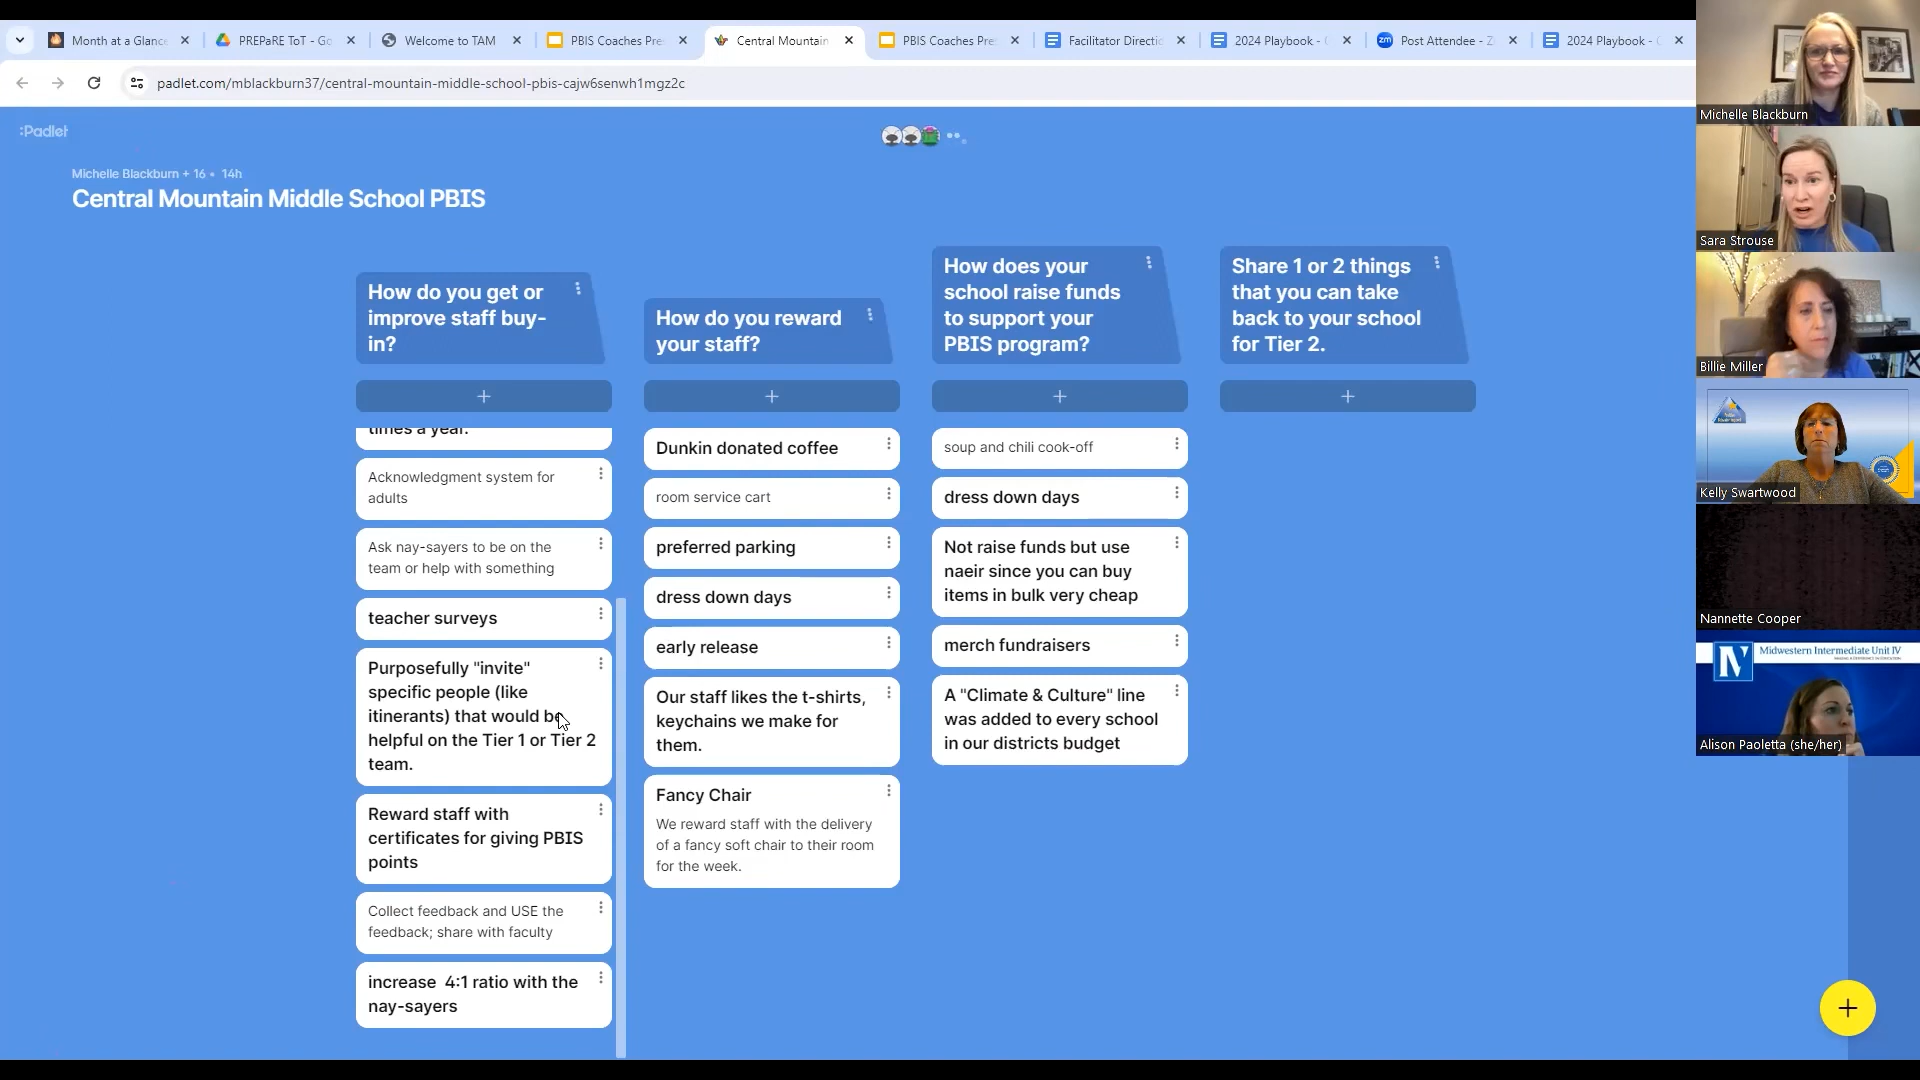 Month at a Glance
PREPaRE ToT - Go
Welcome to TAM
PBIS Coaches Pre
Central Mountain
PBIS Coaches Pre
Facilitator Directio
2024 Playbook -
Post Attendee - Z
2024 Playbook -
padlet.com/mblackburn37/central-mountain-middle-school-pbis-cajw6senwh1mgz2c
:Padlet
Michelle Blackburn + 16 • 14h
Central Mountain Middle School PBIS
How do you get or
improve staff buy-
in?
times a year.
Acknowledgment system for
adults
Ask nay-sayers to be on the
team or help with something
teacher surveys
Purposefully "invite"
specific people (like
itinerants) that would be
helpful on the Tier 1 or Tier 2
team.
Reward staff with
certificates for giving PBIS
points
Collect feedback and USE the
feedback; share with faculty
increase 4:1 ratio with the
nay-sayers
How do you reward
your staff?
Dunkin donated coffee
room service cart
preferred parking
dress down days
early release
Our staff likes the t-shirts,
keychains we make for
them.
Fancy Chair
We reward staff with the delivery
of a fancy soft chair to their room
for the week.
How does your
school raise funds
to support your
PBIS program?
soup and chili cook-off
dress down days
Not raise funds but use
naeir since you can buy
items in bulk very cheap
merch fundraisers
A "Climate & Culture" line
was added to every school
in our districts budget
Share 1 or 2 things
that you can take
back to your school
for Tier 2.
Michelle Blackburn
Sara Strouse
Billie Miller
Kelly Swartwood
Nannette Cooper
Midwestern Intermediate Unit IV
Alison Paoletta (she/her)